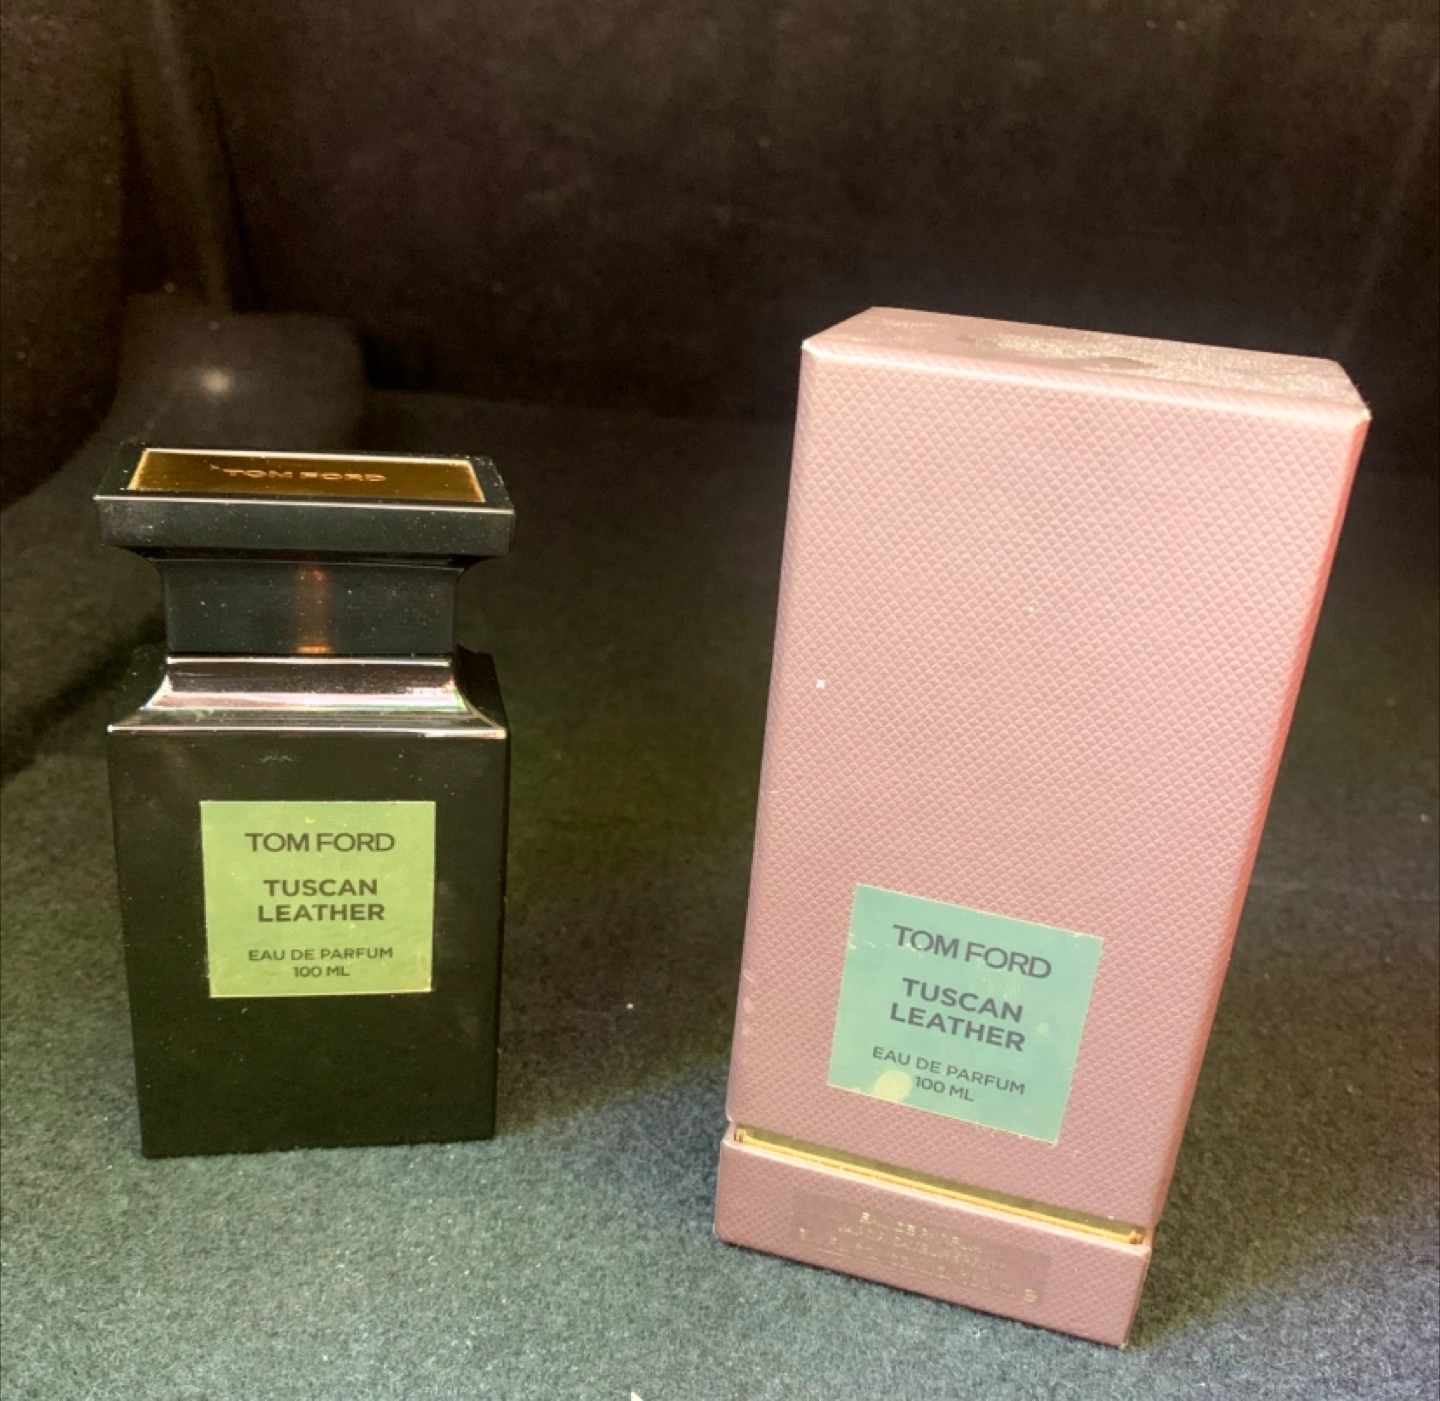 TOM FORD
TOM FORD
TUSCAN
LEATHER
EAU DE PARFUM
100 ML
TOM FORD
TUSCAN
LEATHER
EAU DE PARFUM
100 ML